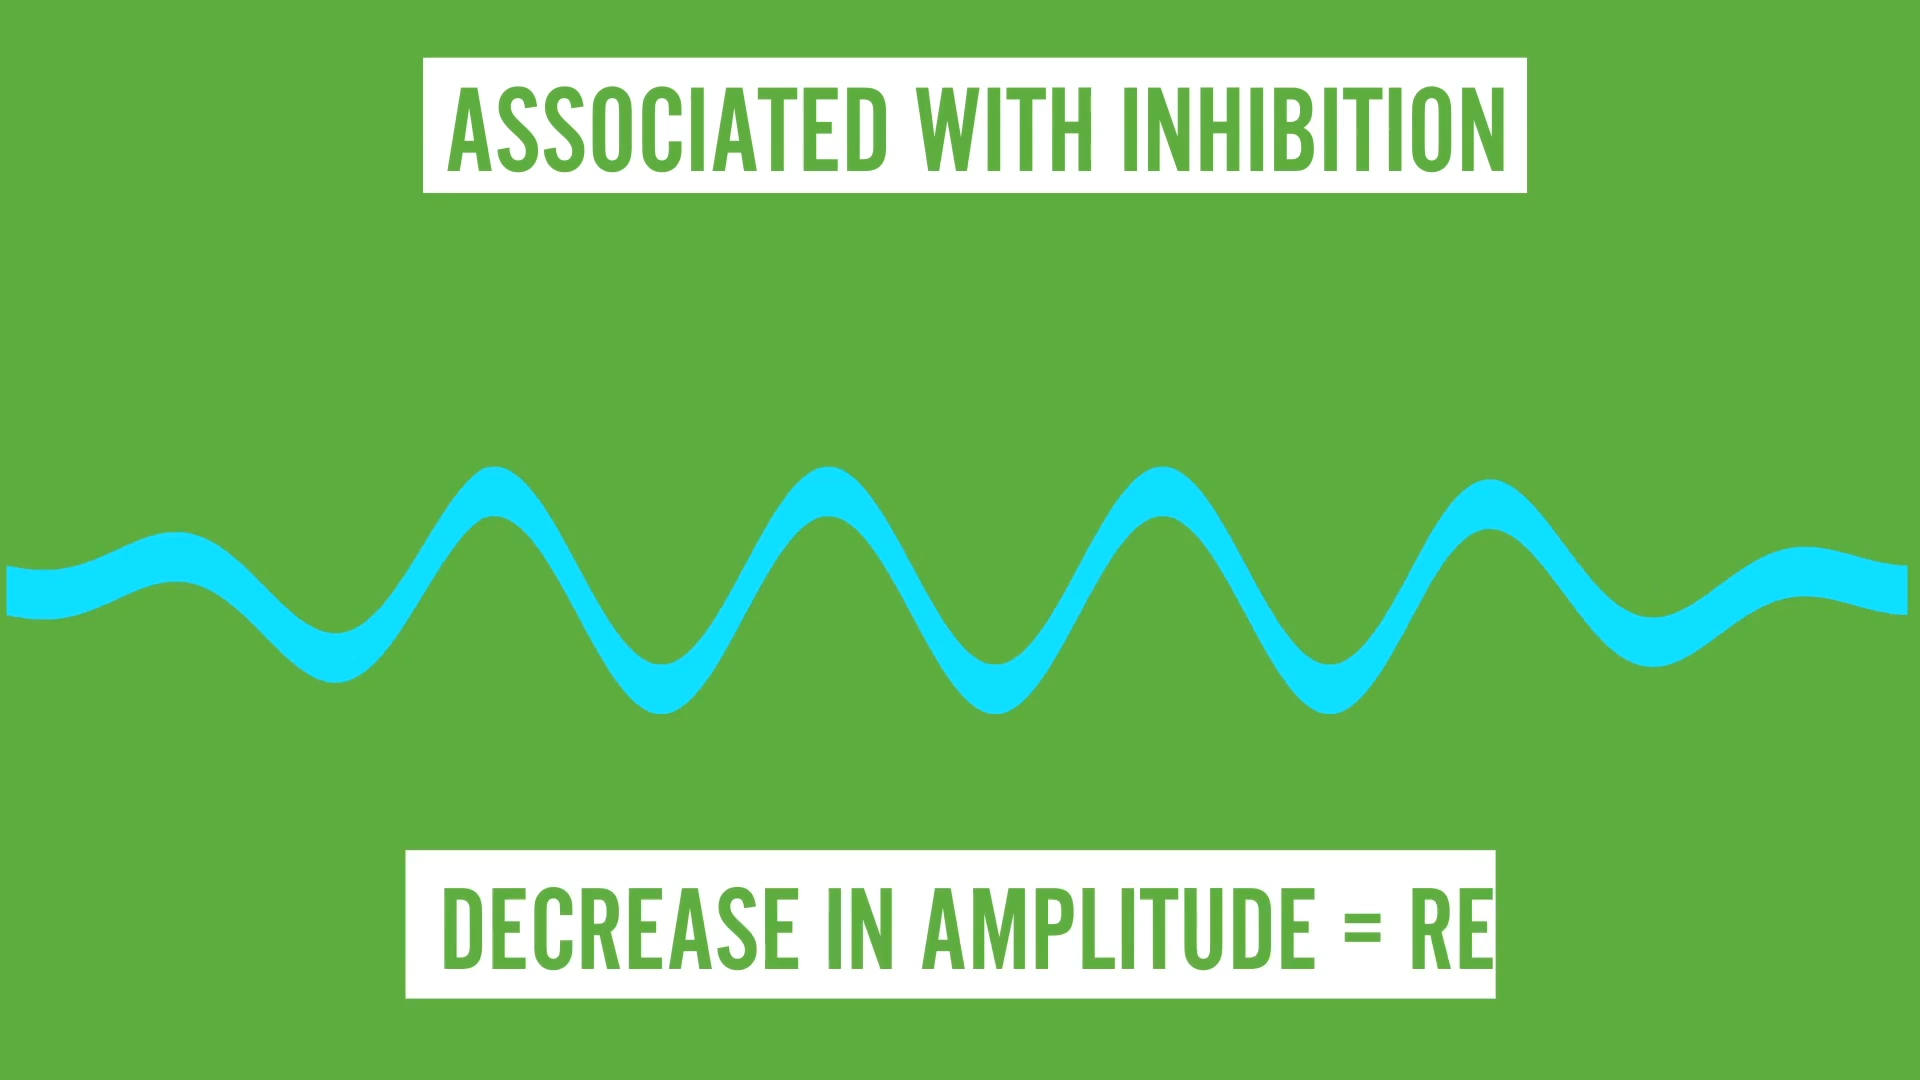 ASSOCIATED WITH INHIBITION
DECREASE IN AMPLITUDE = RE